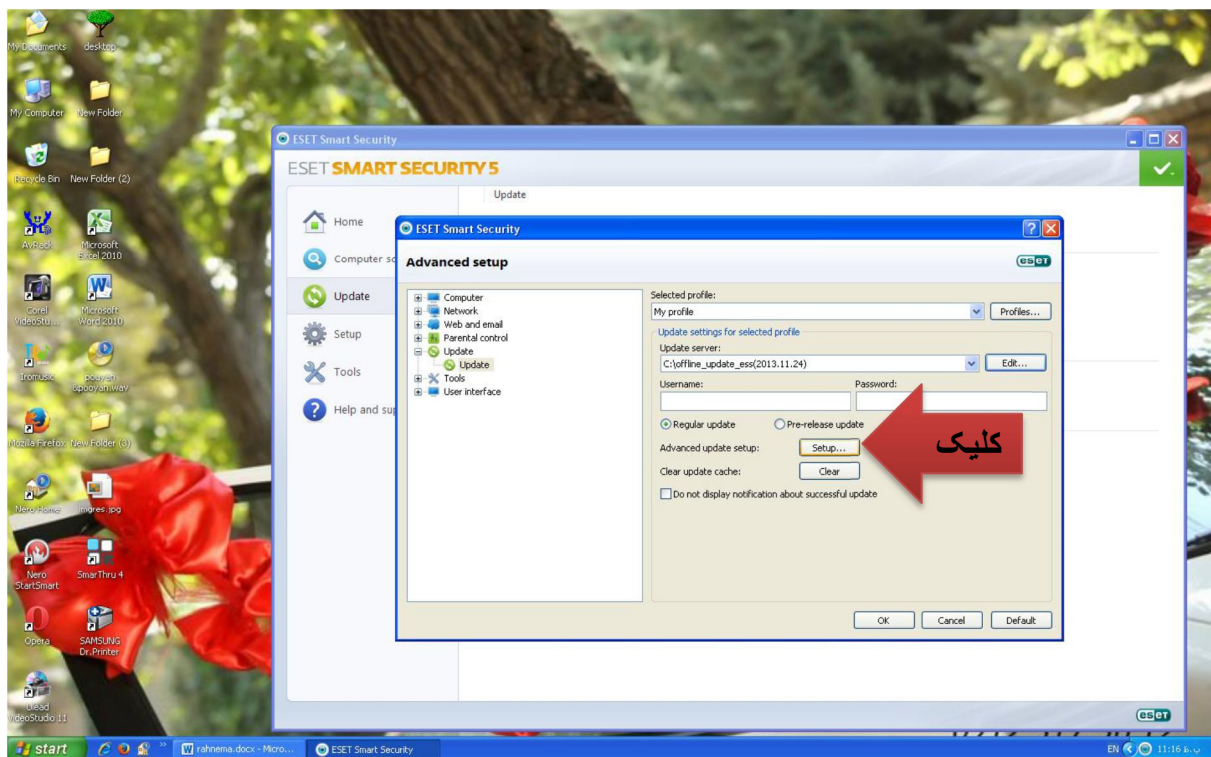 My Documents
desktop
My Computer
New Folder
Recycle Bin
New Folder (2)
AvReck
Microsoft
Excel 2010
Corel
VideoStu...
Microsoft
Word 2010
Iromusic
pouyan
&pooyan.wav
Mozilla Firefox
New Folder (3)
Nero Home
imgres.jpg
Nero
StartSmart
SmarThru 4
Opera
SAMSUNG
Dr.Printer
Ulead
VideoStudio 11
ESET Smart Security
ESET SMART SECURITY 5
Home
Computer sc
Update
Setup
Tools
Help and sup
Update
ESET Smart Security
Advanced setup
eset
Computer
Network
Web and email
Parental control
Update
Update
Tools
User interface
Selected profile:
My profile
Profiles...
Update settings for selected profile
Update server:
C:\offline_update_ess(2013.11.24)
Edit...
Username:
Password:
Regular update
Pre-release update
Advanced update setup:
Setup...
Clear update cache:
Clear
Do not display notification about successful update
کلیک
OK
Cancel
Default
eset
start
rahnema.docx - Micro...
ESET Smart Security
EN
11:16 ب.ظ